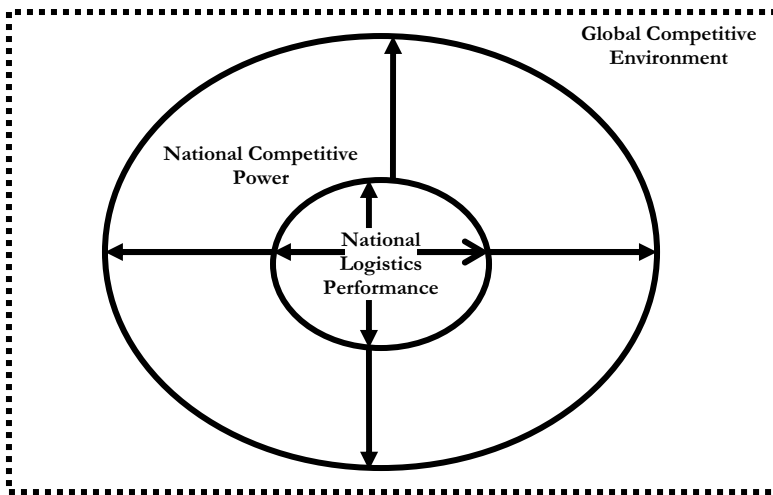 Global Competitive
Environment
National Competitive
Power
National
Logistics
Performance